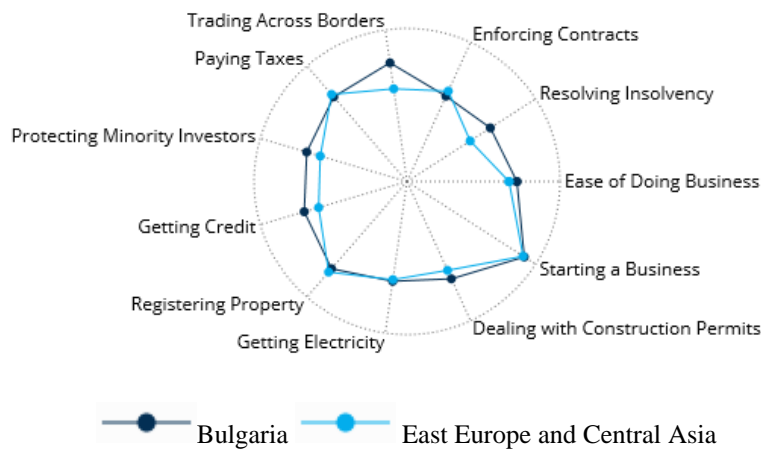 Trading Across Borders
Enforcing Contracts
Paying Taxes
Resolving Insolvency
Protecting Minority Investors
Ease of Doing Business
Getting Credit
Starting a Business
Registering Property
Dealing with Construction Permits
Getting Electricity
Bulgaria
East Europe and Central Asia